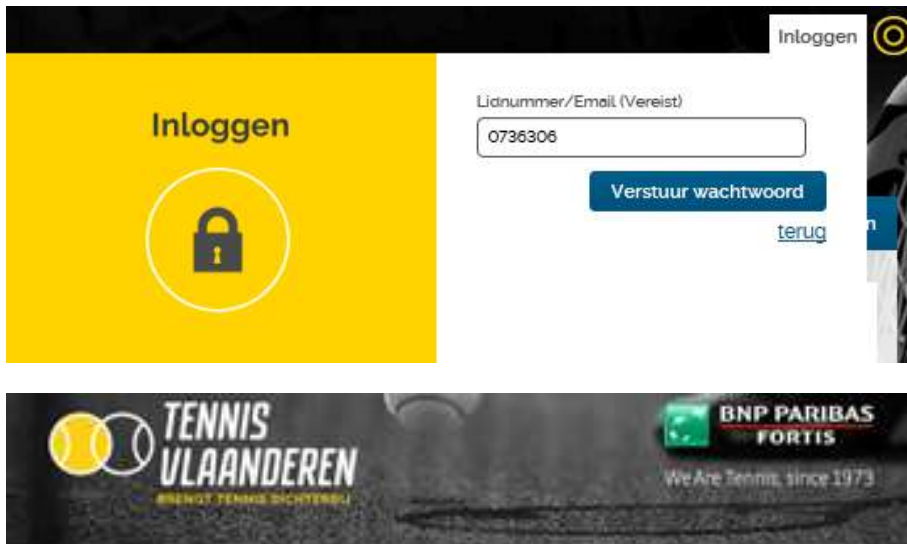 Inloggen
Inloggen
Lidnummer/Email (Vereist)
0736306
Verstuur wachtwoord
terug
n
TENNIS
VLAANDEREN
BRENGT TENNIS DICHTERBIJ
BNP PARIBAS
FORTIS
We Are Tennis, since 1973